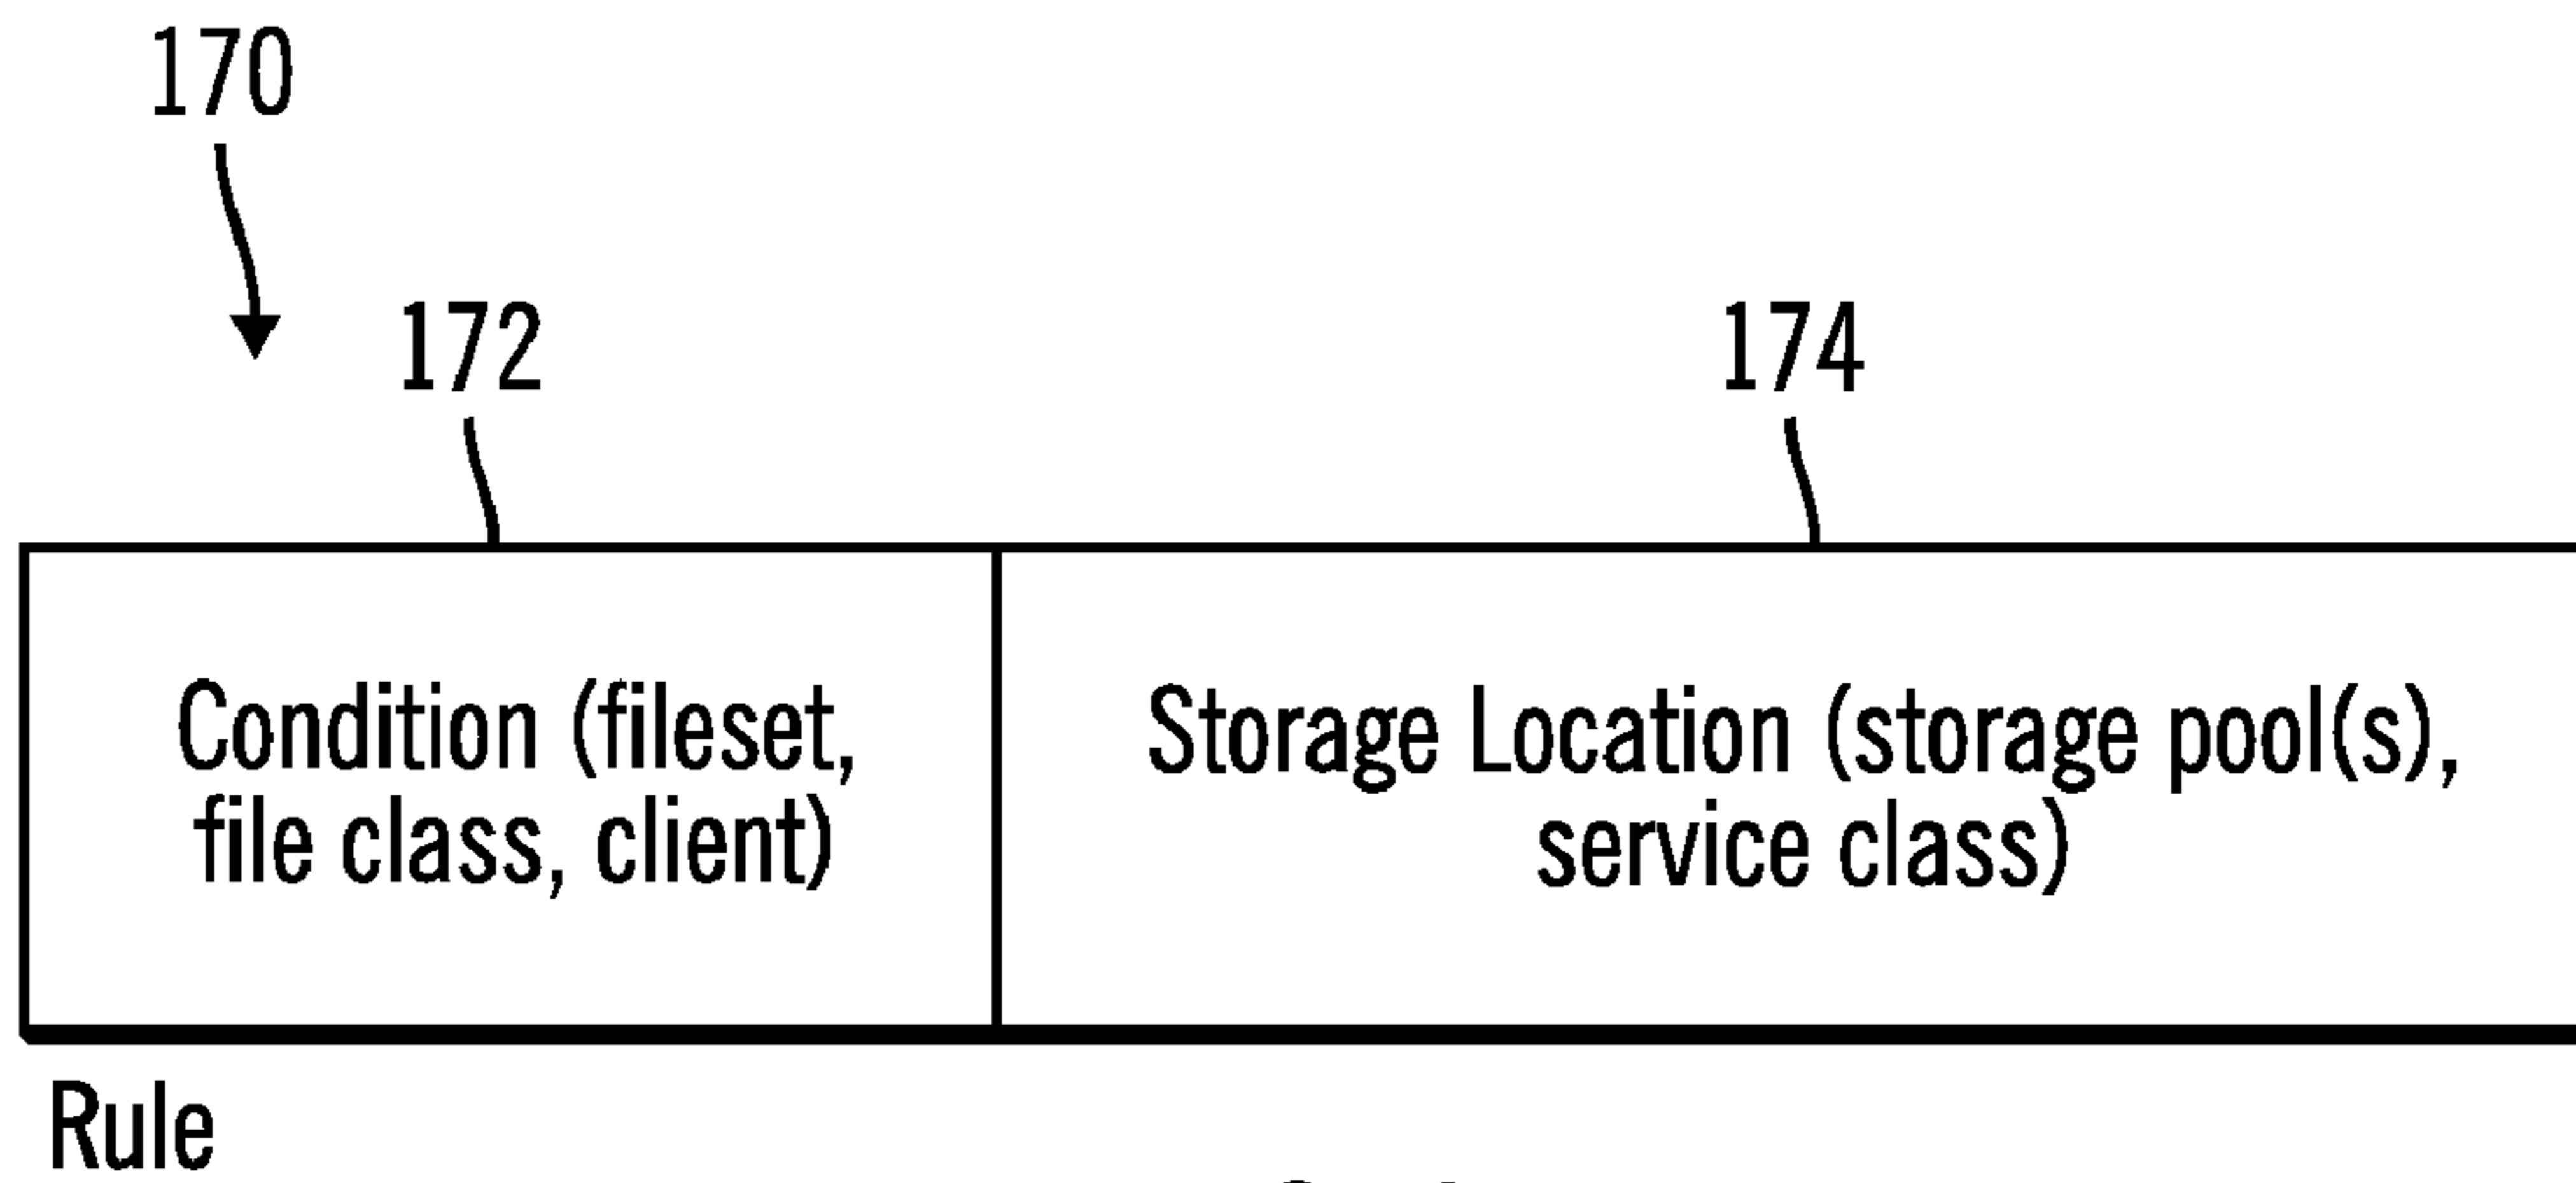 170
172
174
Condition (fileset,
file class, client)
Storage Location (storage pool(s),
service class)
Rule